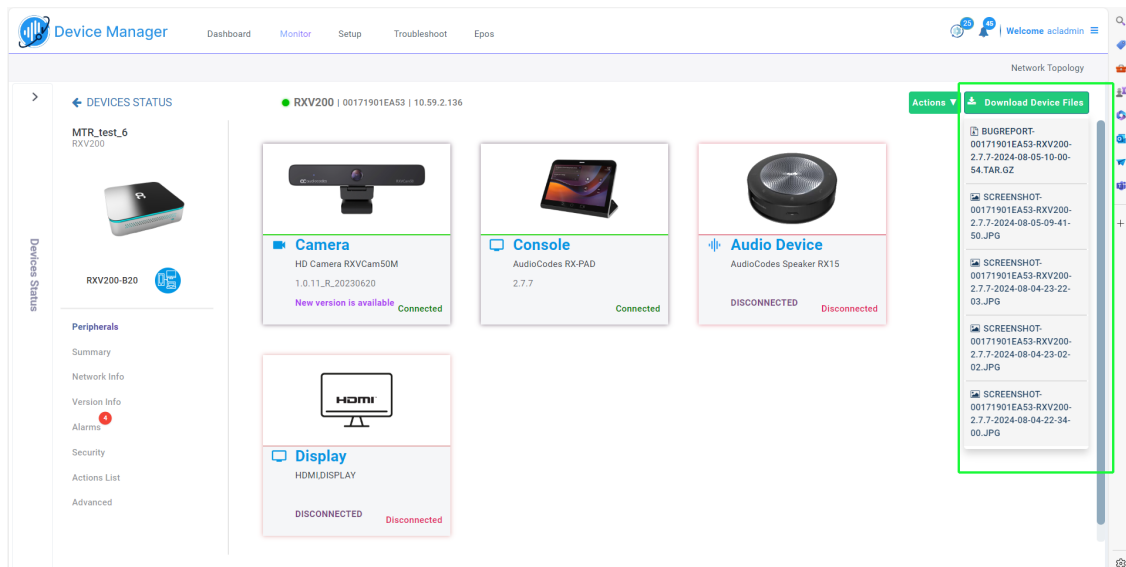 Device Manager
Dashboard
Monitor
Setup
Troubleshoot
Epos
25
45
Welcome acladmin
Network Topology
DEVICES STATUS
RXV200 | 00171901EA53 | 10.59.2.136
Actions ▼
Download Device Files
MTR_test_6
RXV200
RXV200-B20
Devices Status
Peripherals
Summary
Network Info
Version Info
Alarms
4
Security
Actions List
Advanced
Camera
HD Camera RXVCam50M
1.0.11_R_20230620
New version is available
Connected
Console
AudioCodes RX-PAD
2.7.7
Connected
Audio Device
AudioCodes Speaker RX15
DISCONNECTED
Disconnected
HDMI
Display
HDMI,DISPLAY
DISCONNECTED
Disconnected
BUGREPORT-
00171901EA53-RXV200-
2.7.7-2024-08-05-10-00-
54.TAR.GZ
SCREENSHOT-
00171901EA53-RXV200-
2.7.7-2024-08-05-09-41-
50.JPG
SCREENSHOT-
00171901EA53-RXV200-
2.7.7-2024-08-04-23-22-
03.JPG
SCREENSHOT-
00171901EA53-RXV200-
2.7.7-2024-08-04-23-02-
02.JPG
SCREENSHOT-
00171901EA53-RXV200-
2.7.7-2024-08-04-22-34-
00.JPG